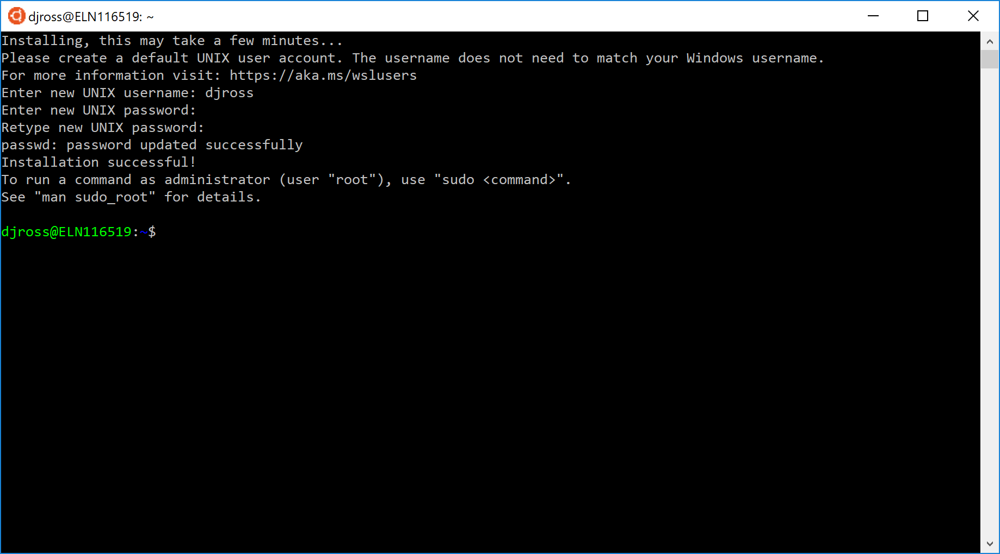 djross@ELN116519: ~
Installing, this may take a few minutes...
Please create a default UNIX user account. The username does not need to match your Windows username.
For more information visit: https://aka.ms/wslusers
Enter new UNIX username: djross
Enter new UNIX password:
Retype new UNIX password:
passwd: password updated successfully
Installation successful!
To run a command as administrator (user "root"), use "sudo <command>".
See "man sudo_root" for details.
djross@ELN116519:~$